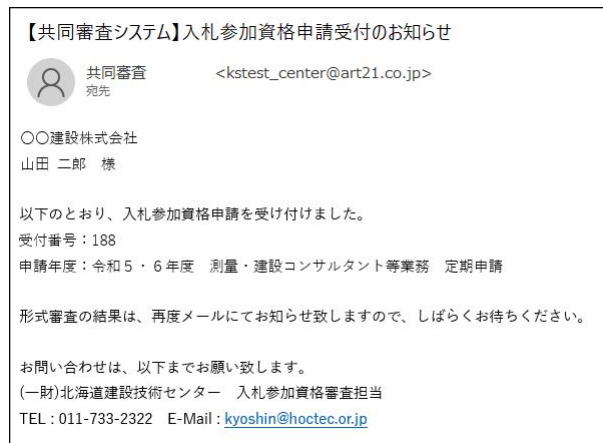 【共同審査システム】入札参加資格申請受付のお知らせ
共同審査 <kstest_center@art21.co.jp>
宛先
〇〇建設株式会社
山田 二郎 様
以下のとおり、入札参加資格申請を受け付けました。
受付番号：188
申請年度：令和５・６年度 測量・建設コンサルタント等業務 定期申請
形式審査の結果は、再度メールにてお知らせ致しますので、しばらくお待ちください。
お問い合わせは、以下までお願い致します。
(一財)北海道建設技術センター 入札参加資格審査担当
TEL : 011-733-2322 E-Mail : kyoshin@hoctec.or.jp